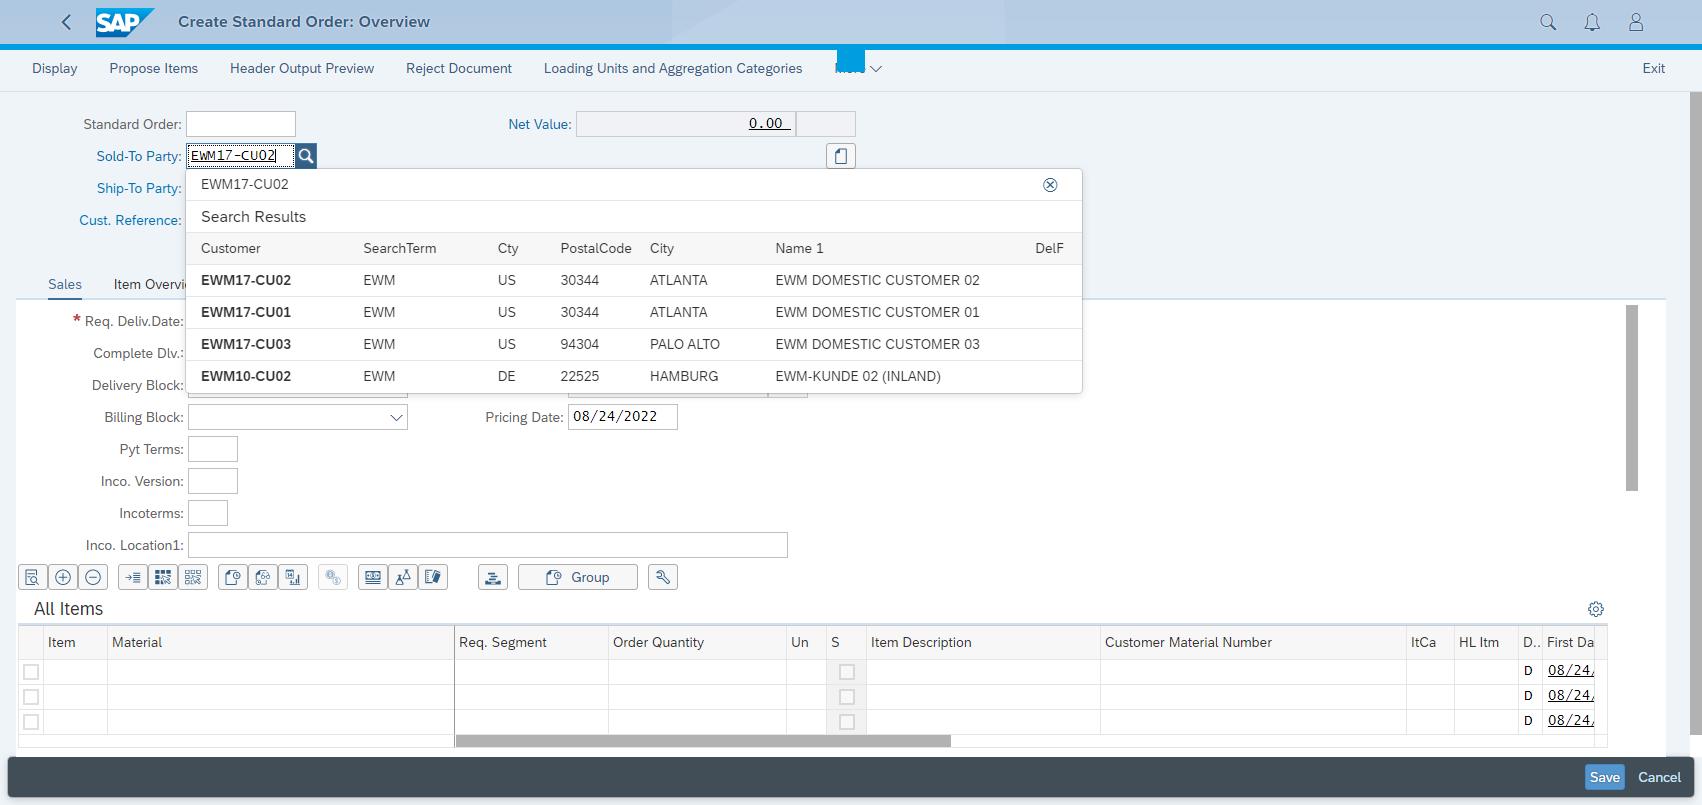 SAP Create Standard Order: Overview
Display Propose Items Header Output Preview Reject Document Loading Units and Aggregation Categories
Exit
Standard Order:
Net Value: 0.00
Sold-To Party: EWM17-CU02
Ship-To Party:
Cust. Reference:
EWM17-CU02
Search Results
Customer SearchTerm Cty PostalCode City Name 1 DelF
EWM17-CU02 EWM US 30344 ATLANTA EWM DOMESTIC CUSTOMER 02
EWM17-CU01 EWM US 30344 ATLANTA EWM DOMESTIC CUSTOMER 01
EWM17-CU03 EWM US 94304 PALO ALTO EWM DOMESTIC CUSTOMER 03
EWM10-CU02 EWM DE 22525 HAMBURG EWM-KUNDE 02 (INLAND)
Sales Item Overvi
* Req. Deliv.Date:
Complete Dlv.:
Delivery Block:
Billing Block:
Pricing Date: 08/24/2022
Pyt Terms:
Inco. Version:
Incoterms:
Inco. Location1:
Group
All Items
Item Material Req. Segment Order Quantity Un S Item Description Customer Material Number ItCa HL Itm D.. First Da
D 08/24/
D 08/24/
D 08/24/
Save Cancel